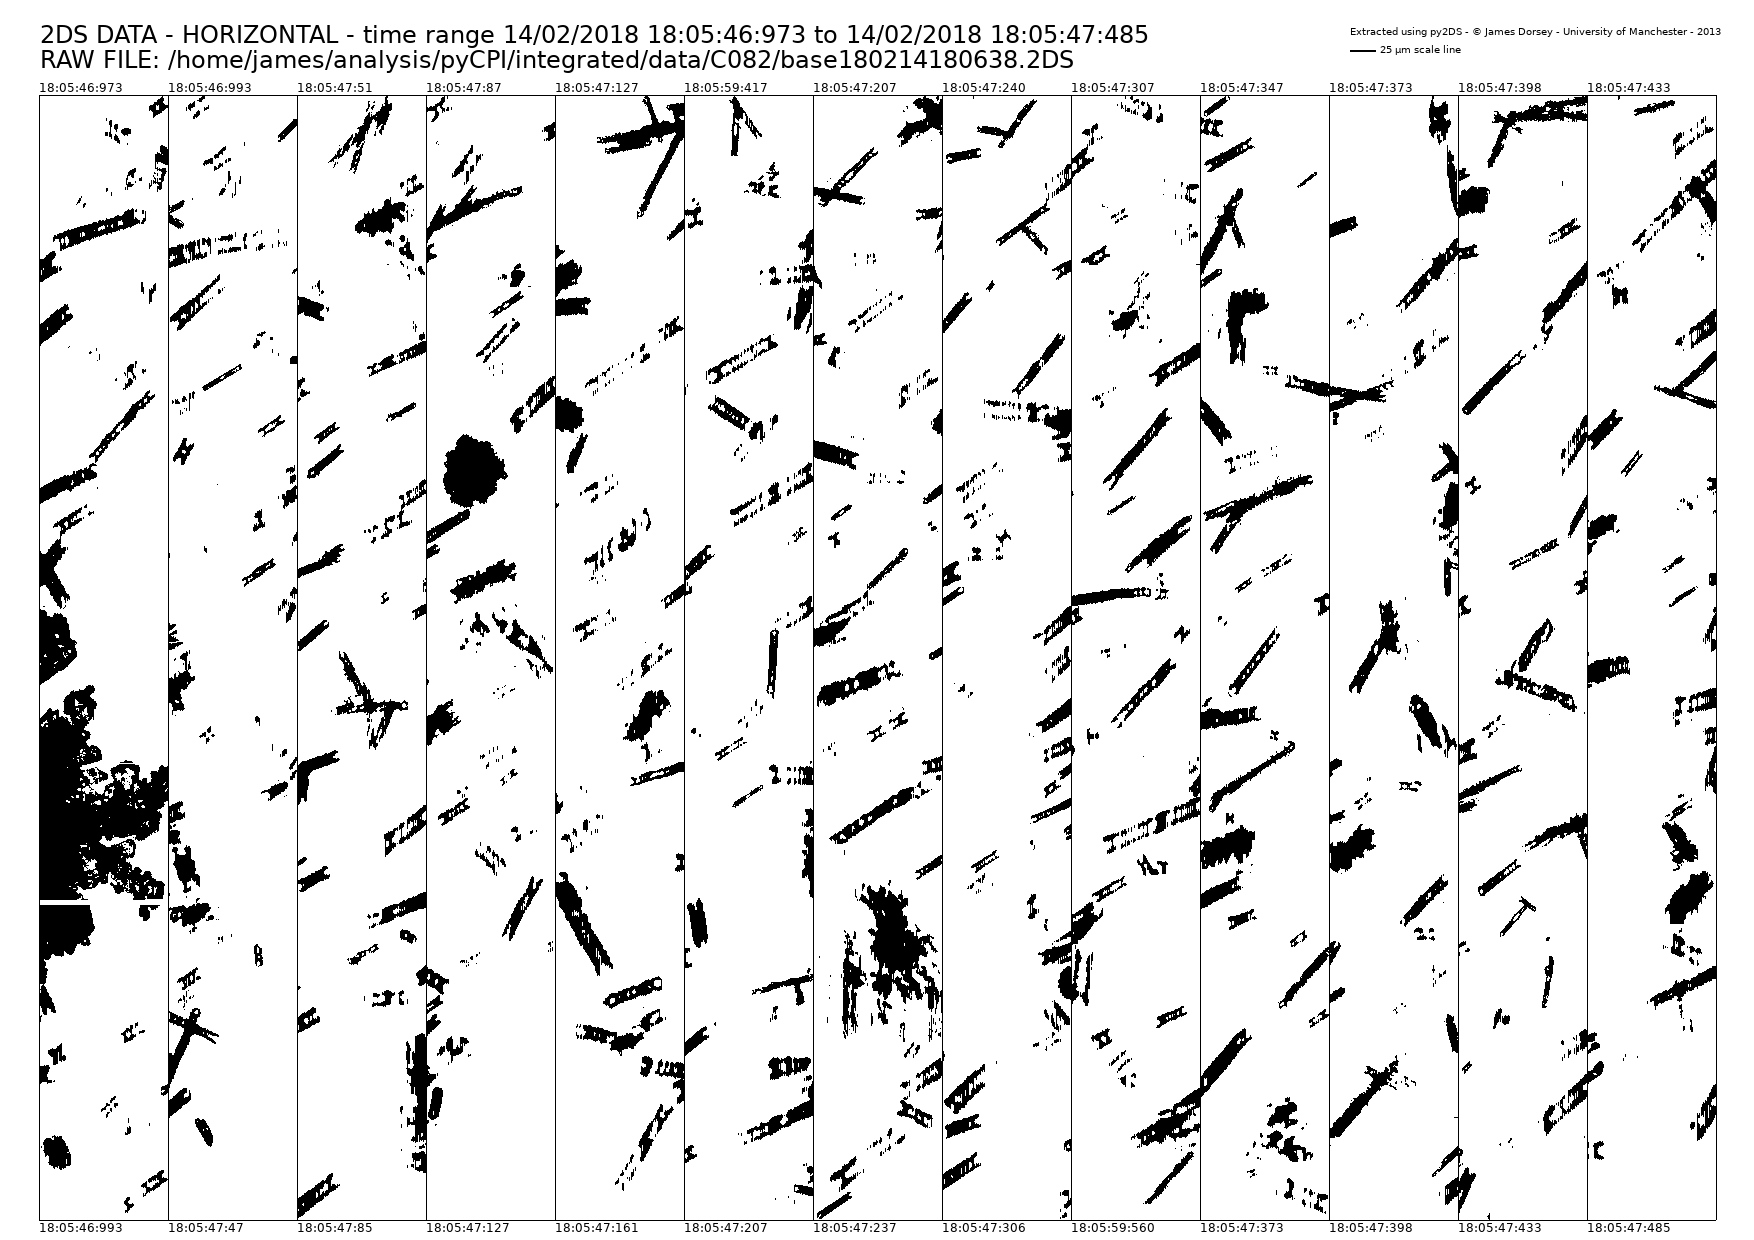 2DS DATA - HORIZONTAL - time range 14/02/2018 18:05:46:973 to 14/02/2018 18:05:47:485
RAW FILE: /home/james/analysis/pyCPI/integrated/data/C082/base180214180638.2DS
Extracted using py2DS - © James Dorsey - University of Manchester - 2013
25 µm scale line
18:05:46:973 18:05:46:993 18:05:47:51 18:05:47:87 18:05:47:127 18:05:59:417 18:05:47:207 18:05:47:240 18:05:47:307 18:05:47:347 18:05:47:373 18:05:47:398 18:05:47:433
18:05:46:993 18:05:47:47 18:05:47:85 18:05:47:127 18:05:47:161 18:05:47:207 18:05:47:237 18:05:47:306 18:05:59:560 18:05:47:373 18:05:47:398 18:05:47:433 18:05:47:485